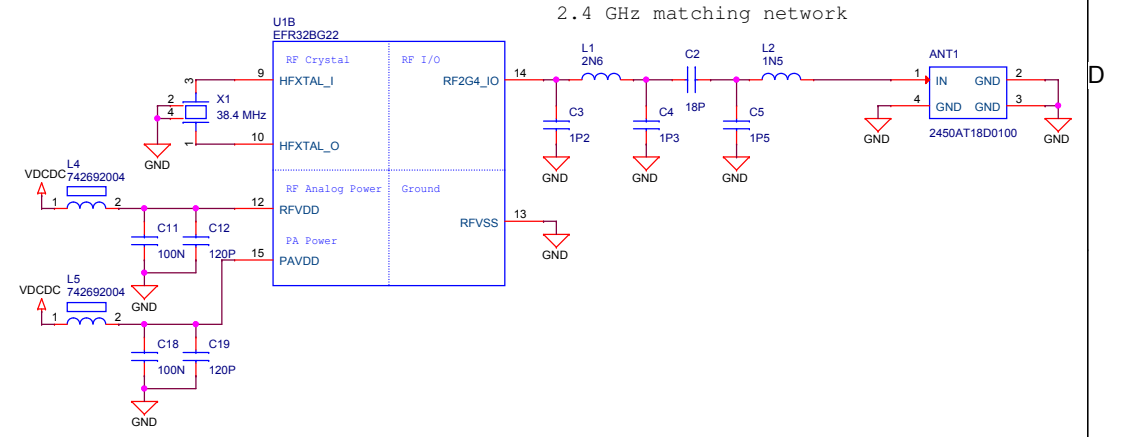 2.4 GHz matching network
U1B
EFR32BG22
RF Crystal
RF I/O
9
HFXTAL_I
RF2G4_IO
14
10
HFXTAL_O
3
2
4
1
X1
38.4 MHz
GND
L1
2N6
C2
18P
L2
1N5
C3
1P2
GND
C4
1P3
GND
C5
1P5
GND
ANT1
1
IN
GND
2
4
GND
GND
3
2450AT18D0100
GND
GND
D
L4
742692004
VDCDC
1
2
RF Analog Power
Ground
12
RFVDD
RFVSS
13
GND
C11
100N
C12
120P
GND
PA Power
15
PAVDD
L5
742692004
VDCDC
1
2
C18
100N
C19
120P
GND